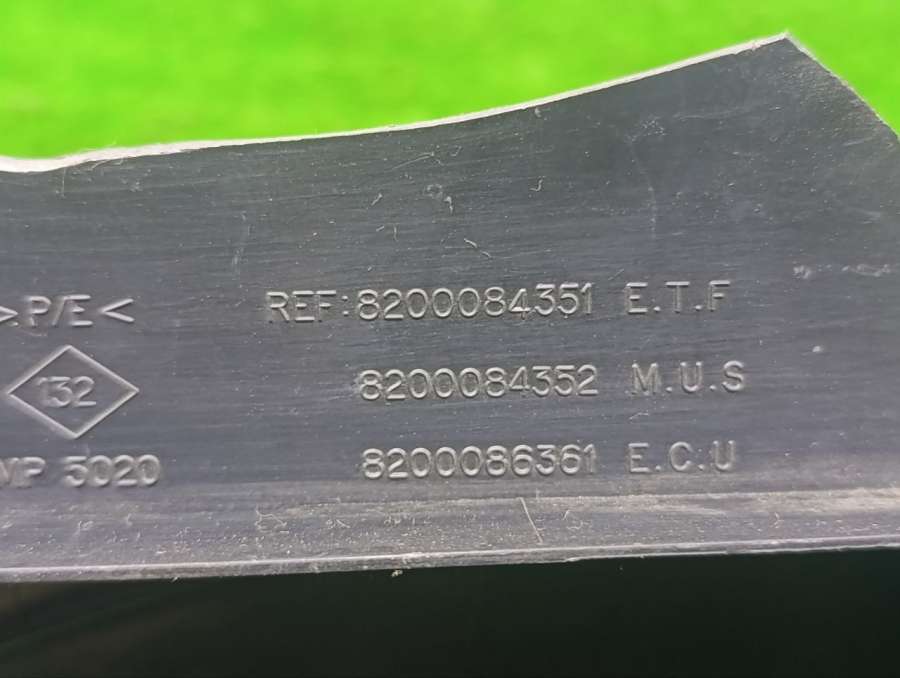 >P/E<
132
MP 5020
REF:8200084351 E.T.F
8200084352 M.U.S
8200086361 E.C.U